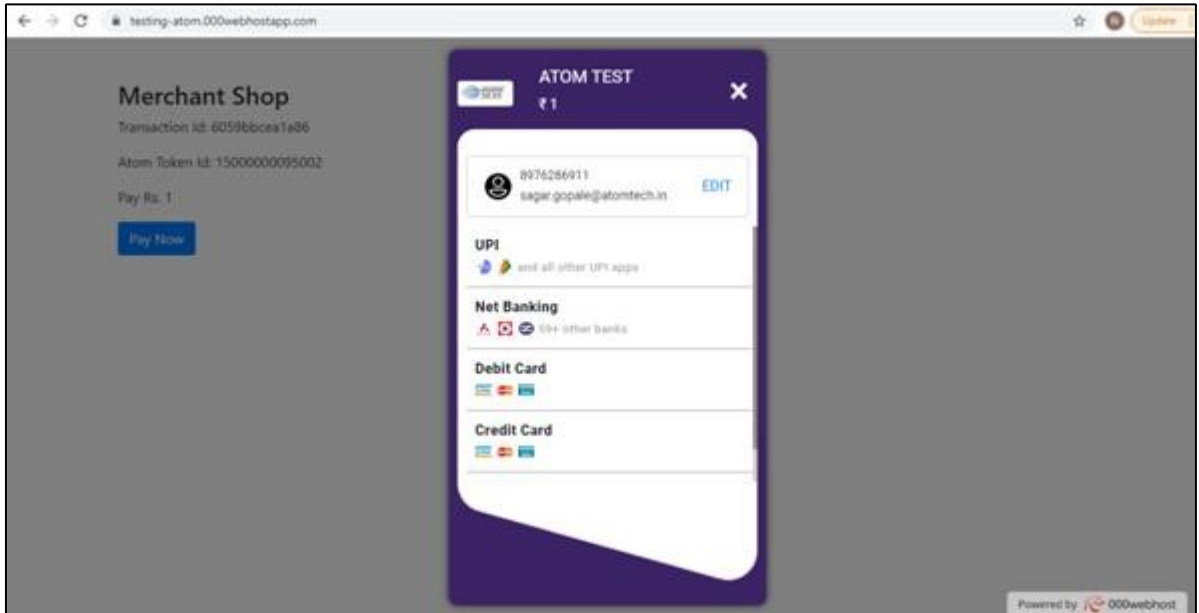 testing-atom.000webhostapp.com
Update
Merchant Shop
Transaction Id: 6059bbcea1a86
Atom Token Id: 15000000095002
Pay Rs. 1
Pay Now
ATOM TEST
₹ 1
8976286911
sagar.gopale@atomtech.in
EDIT
UPI
and all other UPI apps
Net Banking
59+ other banks
Debit Card
Credit Card
Powered by 000webhost